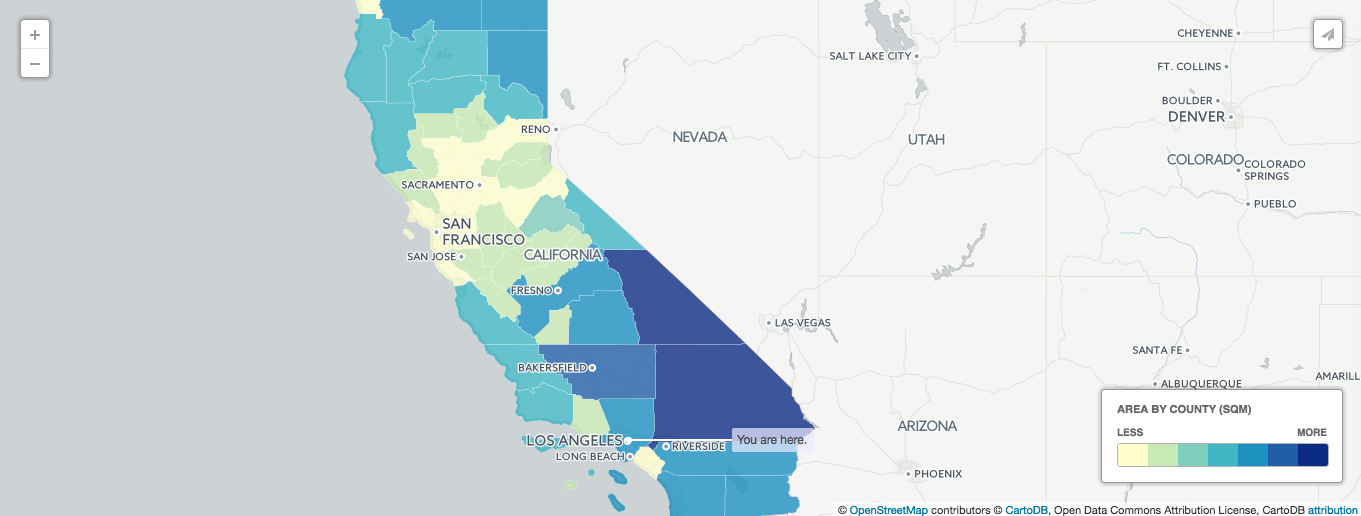 +
−
CHEYENNE
SALT LAKE CITY
FT. COLLINS
BOULDER
DENVER
RENO
NEVADA
UTAH
COLORADO
COLORADO
SPRINGS
SACRAMENTO
PUEBLO
SAN
FRANCISCO
SAN JOSE
CALIFORNIA
FRESNO
LAS VEGAS
SANTA FE
BAKERSFIELD
ALBUQUERQUE
AMARILL
AREA BY COUNTY (SQM)
LESS
MORE
ARIZONA
LOS ANGELES
You are here.
RIVERSIDE
LONG BEACH
PHOENIX
© OpenStreetMap contributors © CartoDB, Open Data Commons Attribution License, CartoDB attribution